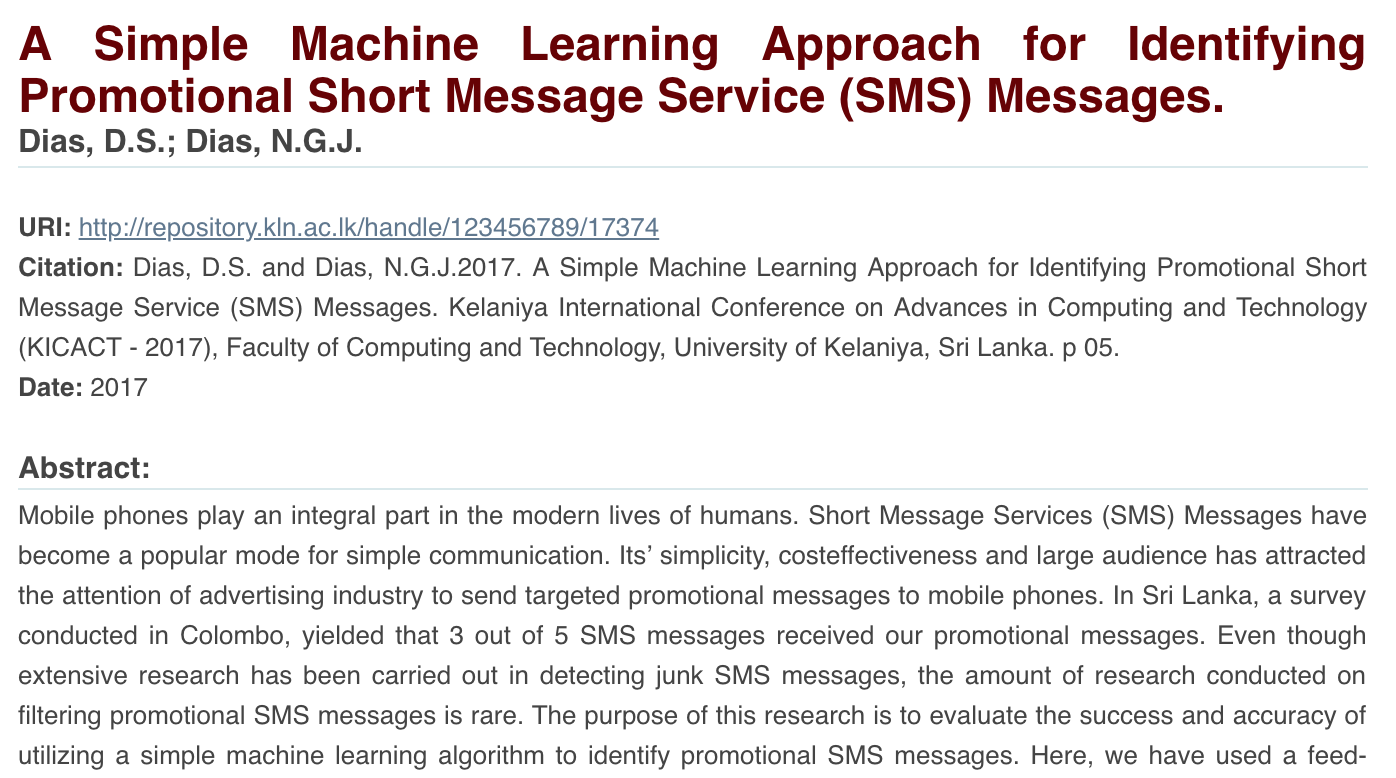 A Simple Machine Learning Approach for Identifying
Promotional Short Message Service (SMS) Messages.
Dias, D.S.; Dias, N.G.J.
URI: http://repository.kln.ac.lk/handle/123456789/17374
Citation: Dias, D.S. and Dias, N.G.J.2017. A Simple Machine Learning Approach for Identifying Promotional Short
Message Service (SMS) Messages. Kelaniya International Conference on Advances in Computing and Technology
(KICACT - 2017), Faculty of Computing and Technology, University of Kelaniya, Sri Lanka. p 05.
Date: 2017
Abstract:
Mobile phones play an integral part in the modern lives of humans. Short Message Services (SMS) Messages have
become a popular mode for simple communication. Its’ simplicity, costeffectiveness and large audience has attracted
the attention of advertising industry to send targeted promotional messages to mobile phones. In Sri Lanka, a survey
conducted in Colombo, yielded that 3 out of 5 SMS messages received our promotional messages. Even though
extensive research has been carried out in detecting junk SMS messages, the amount of research conducted on
filtering promotional SMS messages is rare. The purpose of this research is to evaluate the success and accuracy of
utilizing a simple machine learning algorithm to identify promotional SMS messages. Here, we have used a feed-